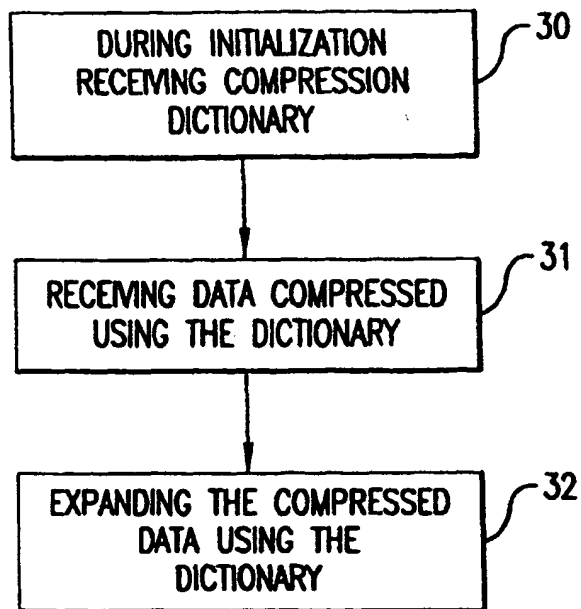 DURING INITIALIZATION
RECEIVING COMPRESSION
DICTIONARY
30
RECEIVING DATA COMPRESSED
USING THE DICTIONARY
31
EXPANDING THE COMPRESSED
DATA USING THE
DICTIONARY
32